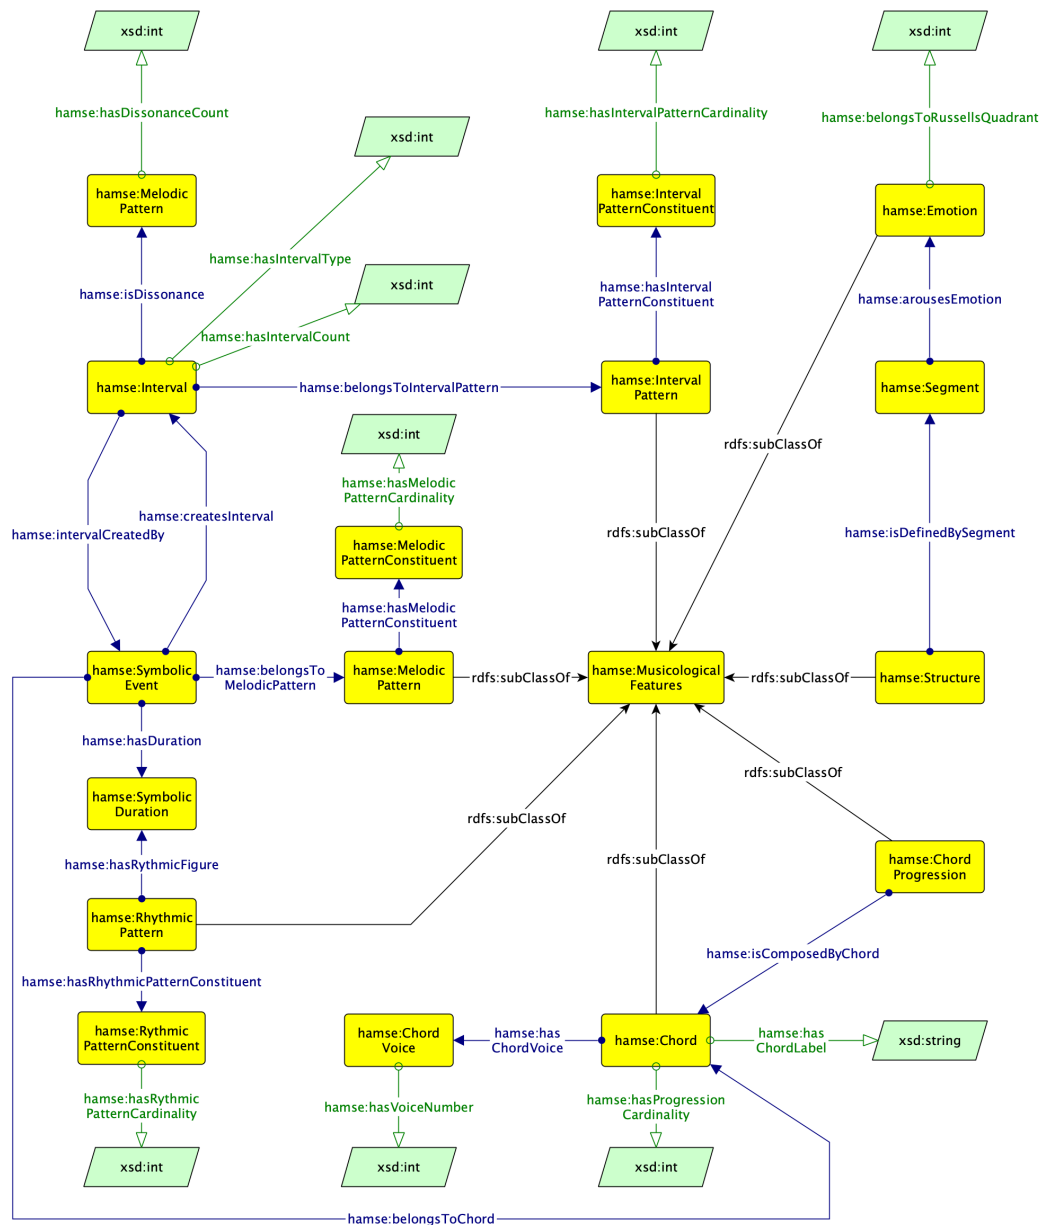 xsd:int
xsd:int
xsd:int
hamse:hasDissonanceCount
hamse:hasIntervalPatternCardinality
hamse:belongsToRussellsQuadrant
xsd:int
hamse:Melodic
Pattern
hamse:Interval
PatternConstituent
hamse:Emotion
hamse:hasIntervalType
xsd:int
hamse:isDissonance
hamse:hasInterval
PatternConstituent
hamse:arousesEmotion
hamse:hasIntervalCount
hamse:Interval
hamse:belongsToIntervalPattern
hamse:Interval
Pattern
hamse:Segment
xsd:int
rdfs:subClassOf
hamse:hasMelodic
PatternCardinality
hamse:createsInterval
hamse:intervalCreatedBy
rdfs:subClassOf
hamse:isDefinedBySegment
hamse:Melodic
PatternConstituent
hamse:hasMelodic
PatternConstituent
hamse:Symbolic
Event
hamse:belongsTo
MelodicPattern
hamse:Melodic
Pattern
rdfs:subClassOf
hamse:Musicological
Features
rdfs:subClassOf
hamse:Structure
hamse:hasDuration
rdfs:subClassOf
hamse:Symbolic
Duration
rdfs:subClassOf
hamse:hasRythmicFigure
rdfs:subClassOf
hamse:Chord
Progression
hamse:Rhythmic
Pattern
hamse:isComposedByChord
hamse:hasRhythmicPatternConstituent
hamse:Rythmic
PatternConstituent
hamse:Chord
Voice
hamse:has
ChordVoice
hamse:Chord
hamse:has
ChordLabel
xsd:string
hamse:hasRythmic
PatternCardinality
hamse:hasVoiceNumber
hamse:hasProgression
Cardinality
xsd:int
xsd:int
xsd:int
hamse:belongsToChord